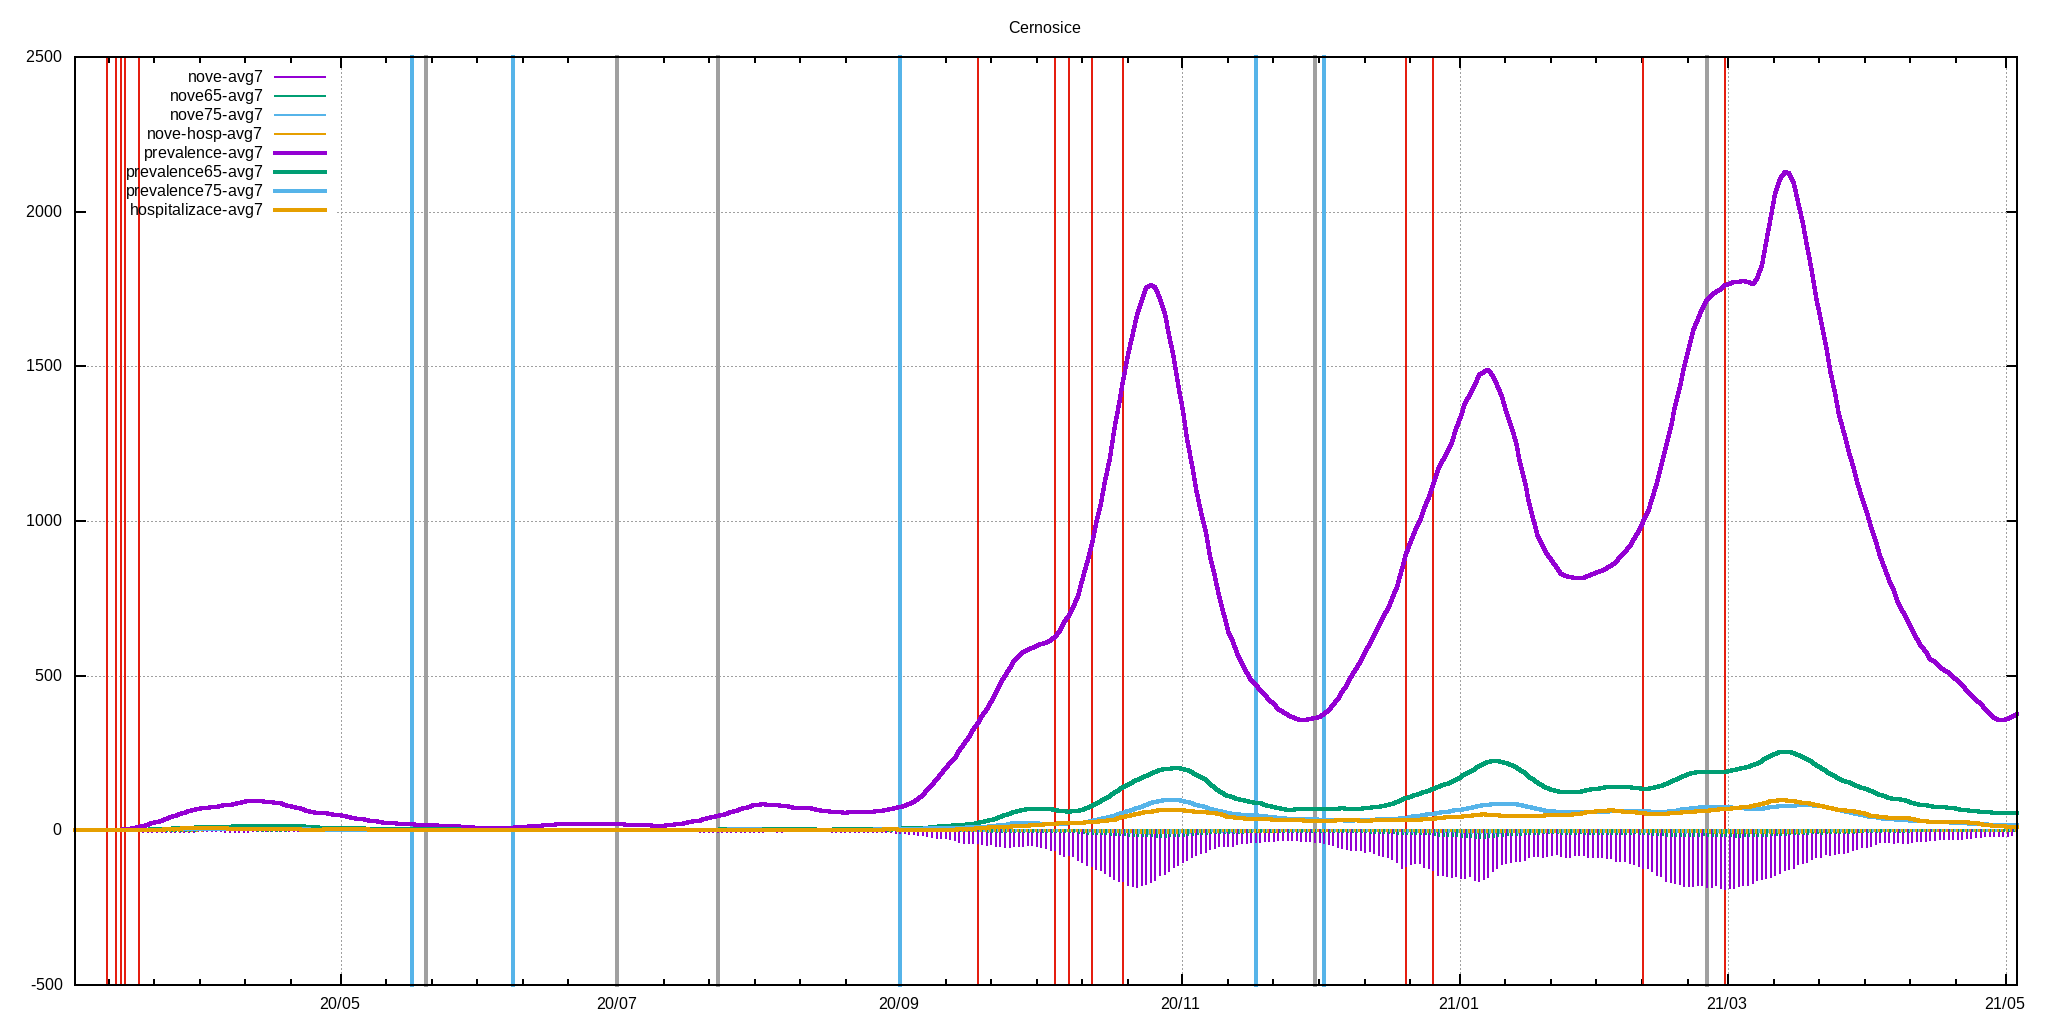 Cernosice
2500
2000
1500
1000
500
0
-500
nove-avg7
nove65-avg7
nove75-avg7
nove-hosp-avg7
prevalence-avg7
prevalence65-avg7
prevalence75-avg7
hospitalizace-avg7
20/05
20/07
20/09
20/11
21/01
21/03
21/05